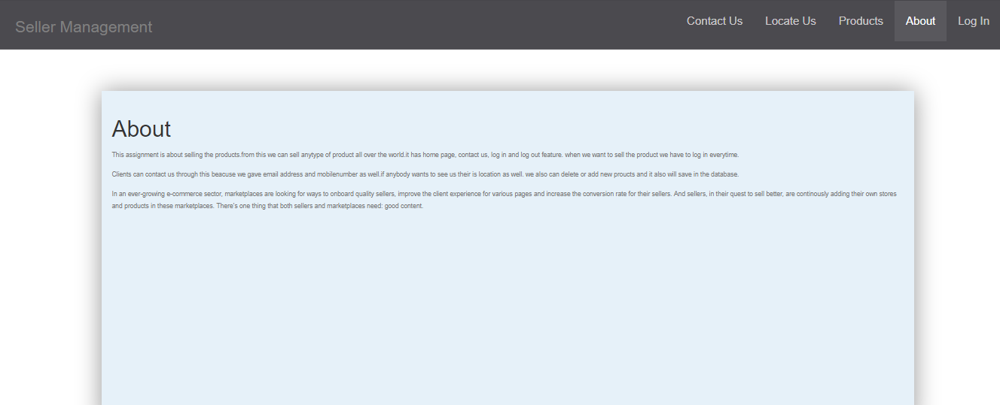 Seller Management
Contact Us Locate Us Products About Log In
About
This assignment is about selling the products.from this we can sell anytype of product all over the world.it has home page, contact us, log in and log out feature. when we want to sell the product we have to log in everytime.
Clients can contact us through this beacuse we gave email address and mobilenumber as well.if anybody wants to see us their is location as well. we also can delete or add new proucts and it also will save in the database.
In an ever-growing e-commerce sector, marketplaces are looking for ways to onboard quality sellers, improve the client experience for various pages and increase the conversion rate for their sellers. And sellers, in their quest to sell better, are continously adding their own stores
and products in these marketplaces. There's one thing that both sellers and marketplaces need: good content.